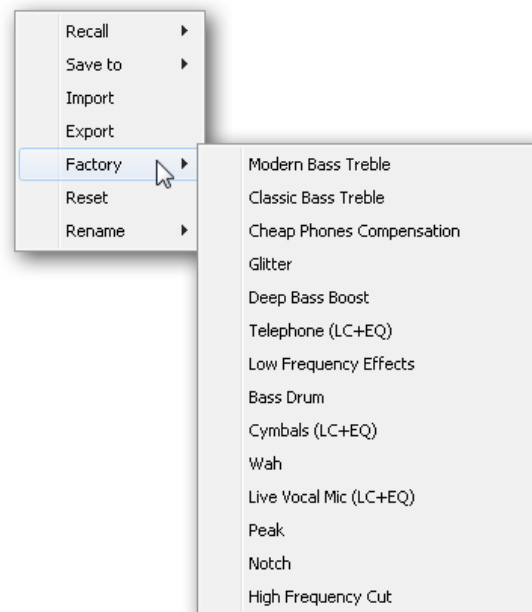 Recall
Save to
Import
Export
Factory
Reset
Rename
Modern Bass Treble
Classic Bass Treble
Cheap Phones Compensation
Glitter
Deep Bass Boost
Telephone (LC+EQ)
Low Frequency Effects
Bass Drum
Cymbals (LC+EQ)
Wah
Live Vocal Mic (LC+EQ)
Peak
Notch
High Frequency Cut